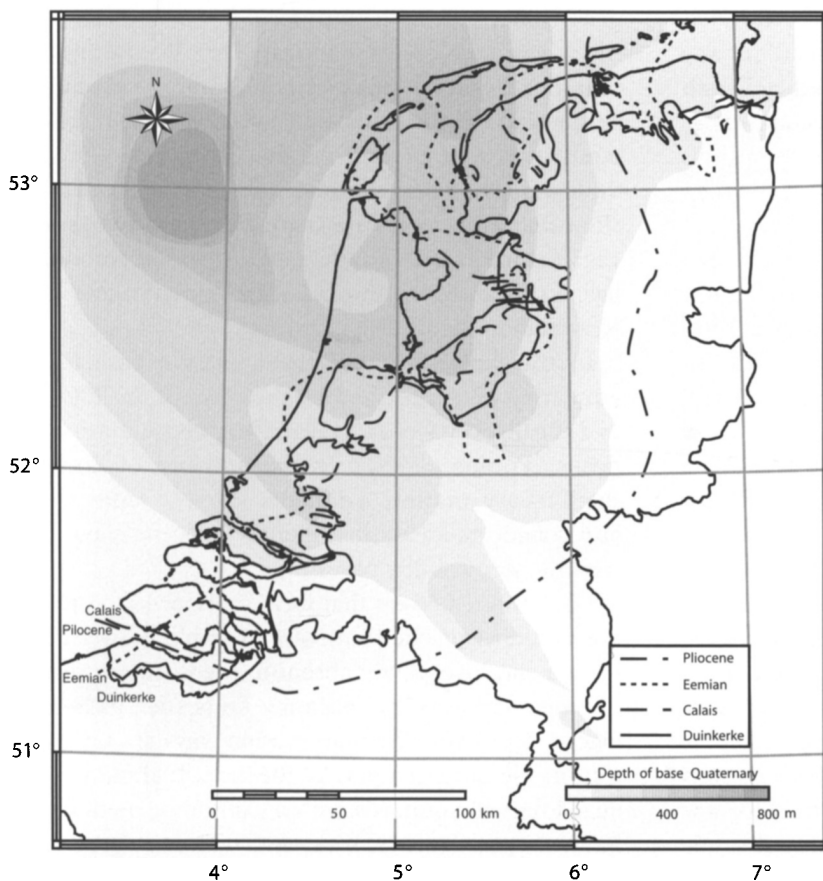 N
53°
52°
51°
Calais
Pilocene
Eemian
Duinkerke
Pliocene
Eemian
Calais
Duinkerke
Depth of base Quaternary
0 400 800 m
0 50 100 km
4° 5° 6° 7°